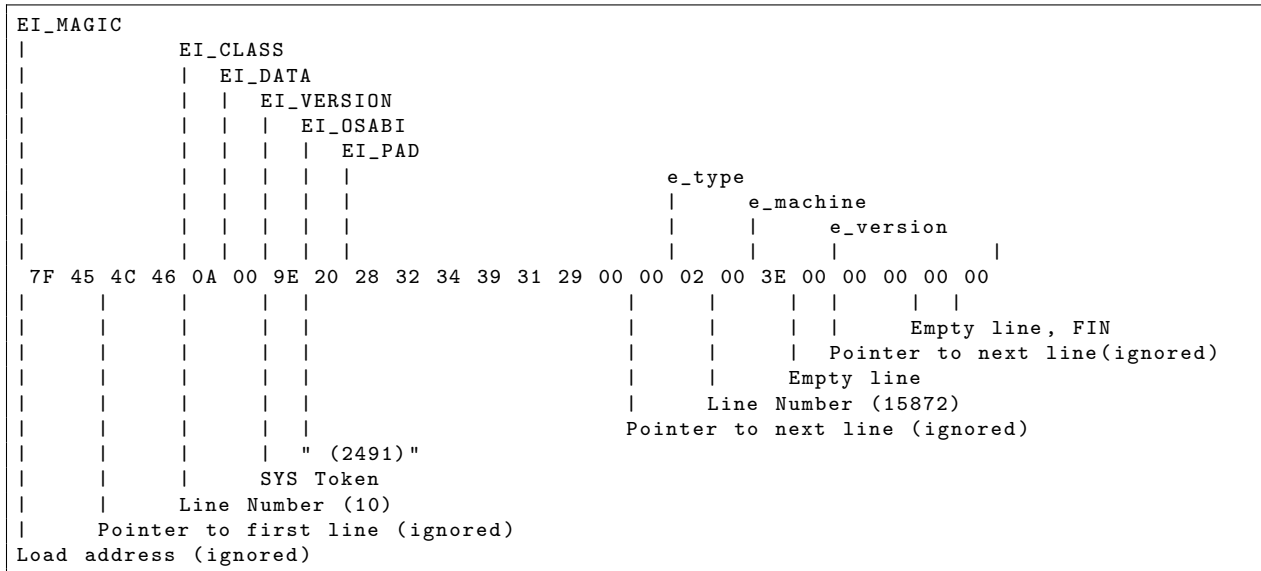 EI_MAGIC
|               EI_CLASS
|               |   EI_DATA
|               |   |   EI_VERSION
|               |   |   |   EI_OSABI
|               |   |   |   |   EI_PAD
|               |   |   |   |   |                               e_type
|               |   |   |   |   |                               |       e_machine
|               |   |   |   |   |                               |       |       e_version
|               |   |   |   |   |                               |       |       |               |
 7F 45 4C 46 0A 00 9E 20 28 32 34 39 31 29 00 00 02 00 3E 00 00 00 00 00
|       |       |       |   |                               |       |       |   |       |   |
|       |       |       |   |                               |       |       |   |       Empty line, FIN
|       |       |       |   |                               |       |       |   Pointer to next line(ignored)
|       |       |       |   |                               |       |       Empty line
|       |       |       |   |                               |       Line Number (15872)
|       |       |       |   |                               Pointer to next line (ignored)
|       |       |       |   " (2491)"
|       |       |       SYS Token
|       |       Line Number (10)
|       Pointer to first line (ignored)
Load address (ignored)